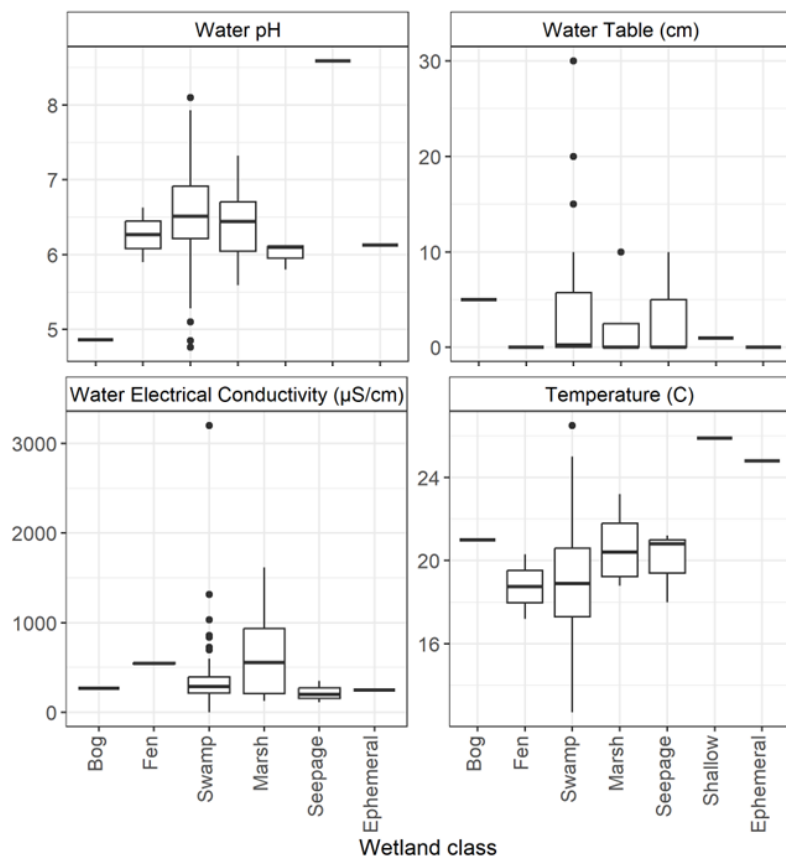 Water pH
Water Table (cm)
8
7
6
5
30
20
10
0
Water Electrical Conductivity (µS/cm)
Temperature (C)
3000
2000
1000
0
24
20
16
Bog
Fen
Swamp
Marsh
Seepage
Ephemeral
Bog
Fen
Swamp
Marsh
Seepage
Shallow
Ephemeral
Wetland class